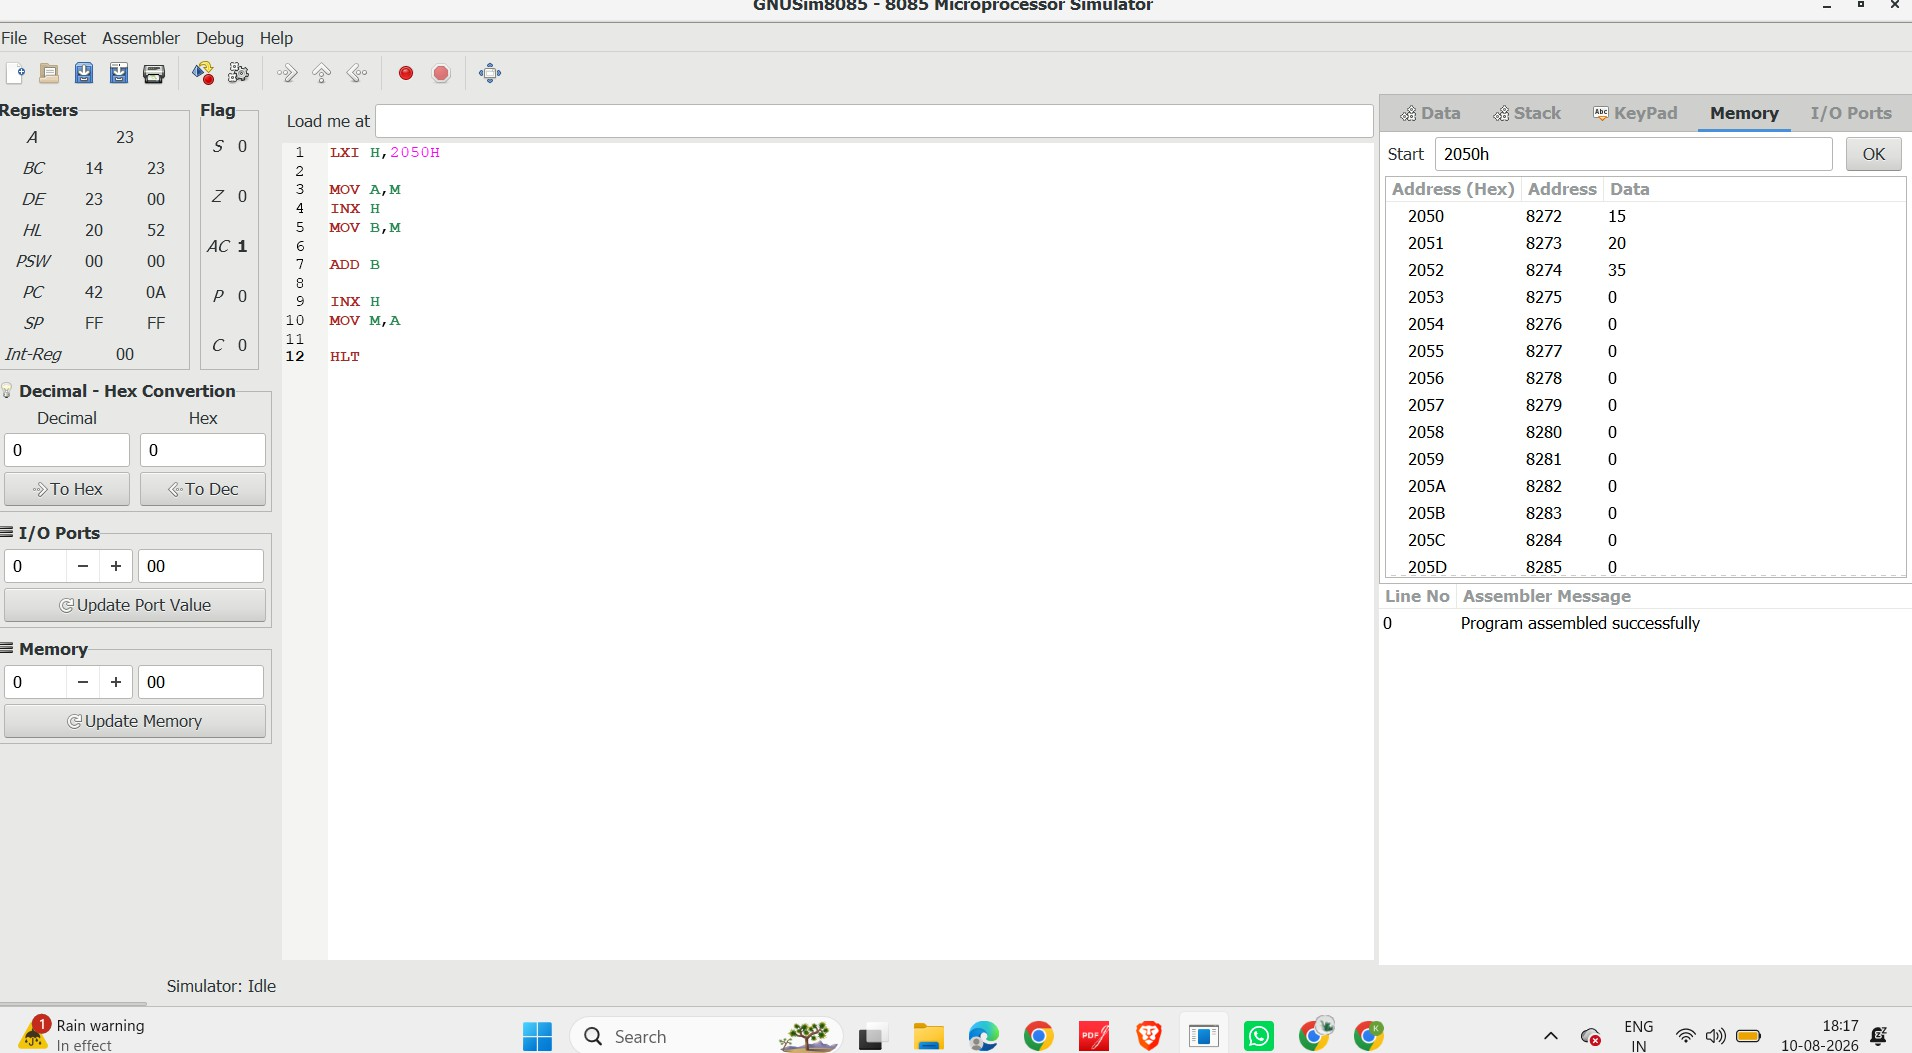 GNUSim8085 - 8085 Microprocessor Simulator
File Reset Assembler Debug Help
Registers
A 23
BC 14 23
DE 23 00
HL 20 52
PSW 00 00
PC 42 0A
SP FF FF
Int-Reg 00
Flag
S 0
Z 0
AC 1
P 0
C 0
Decimal - Hex Convertion
Decimal Hex
0 0
To Hex To Dec
I/O Ports
0 − + 00
Update Port Value
Memory
0 − + 00
Update Memory
Load me at
1 LXI H,2050H
2
3 MOV A,M
4 INX H
5 MOV B,M
6
7 ADD B
8
9 INX H
10 MOV M,A
11
12 HLT
Data Stack Abc KeyPad Memory I/O Ports
Start 2050h OK
Address (Hex) Address Data
2050 8272 15
2051 8273 20
2052 8274 35
2053 8275 0
2054 8276 0
2055 8277 0
2056 8278 0
2057 8279 0
2058 8280 0
2059 8281 0
205A 8282 0
205B 8283 0
205C 8284 0
205D 8285 0
Line No Assembler Message
0 Program assembled successfully
Simulator: Idle
1 Rain warning
In effect
Search
PDF
K
ENG
IN
18:17
10-08-2026